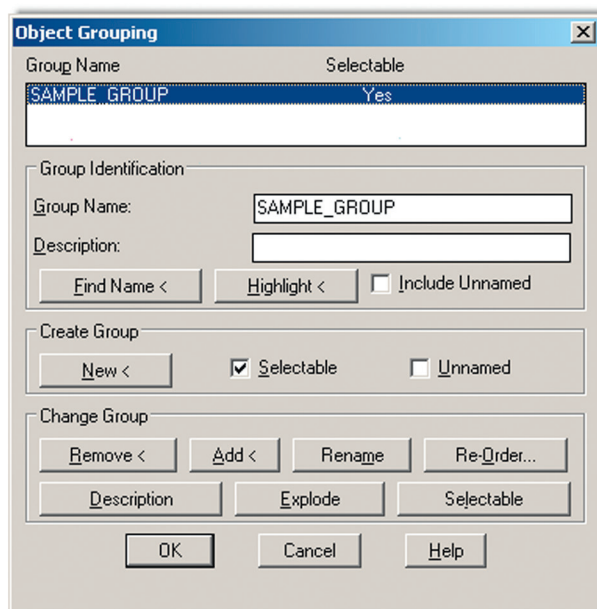 Object Grouping
Group Name Selectable
SAMPLE_GROUP Yes
Group Identification
Group Name: SAMPLE_GROUP
Description:
Find Name < Highlight < Include Unnamed
Create Group
New < Selectable Unnamed
Change Group
Remove < Add < Rename Re-Order...
Description Explode Selectable
OK Cancel Help